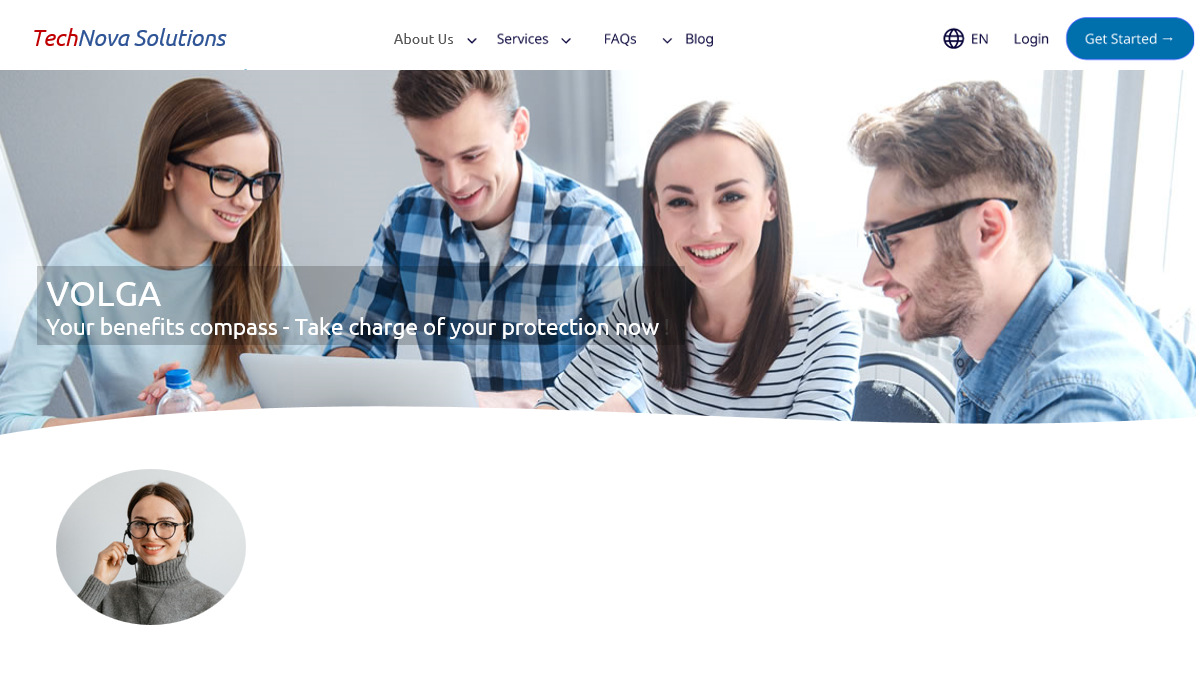 TechNova Solutions
About Us Services FAQs Blog EN Login Get Started →
VOLGA
Your benefits compass - Take charge of your protection now !